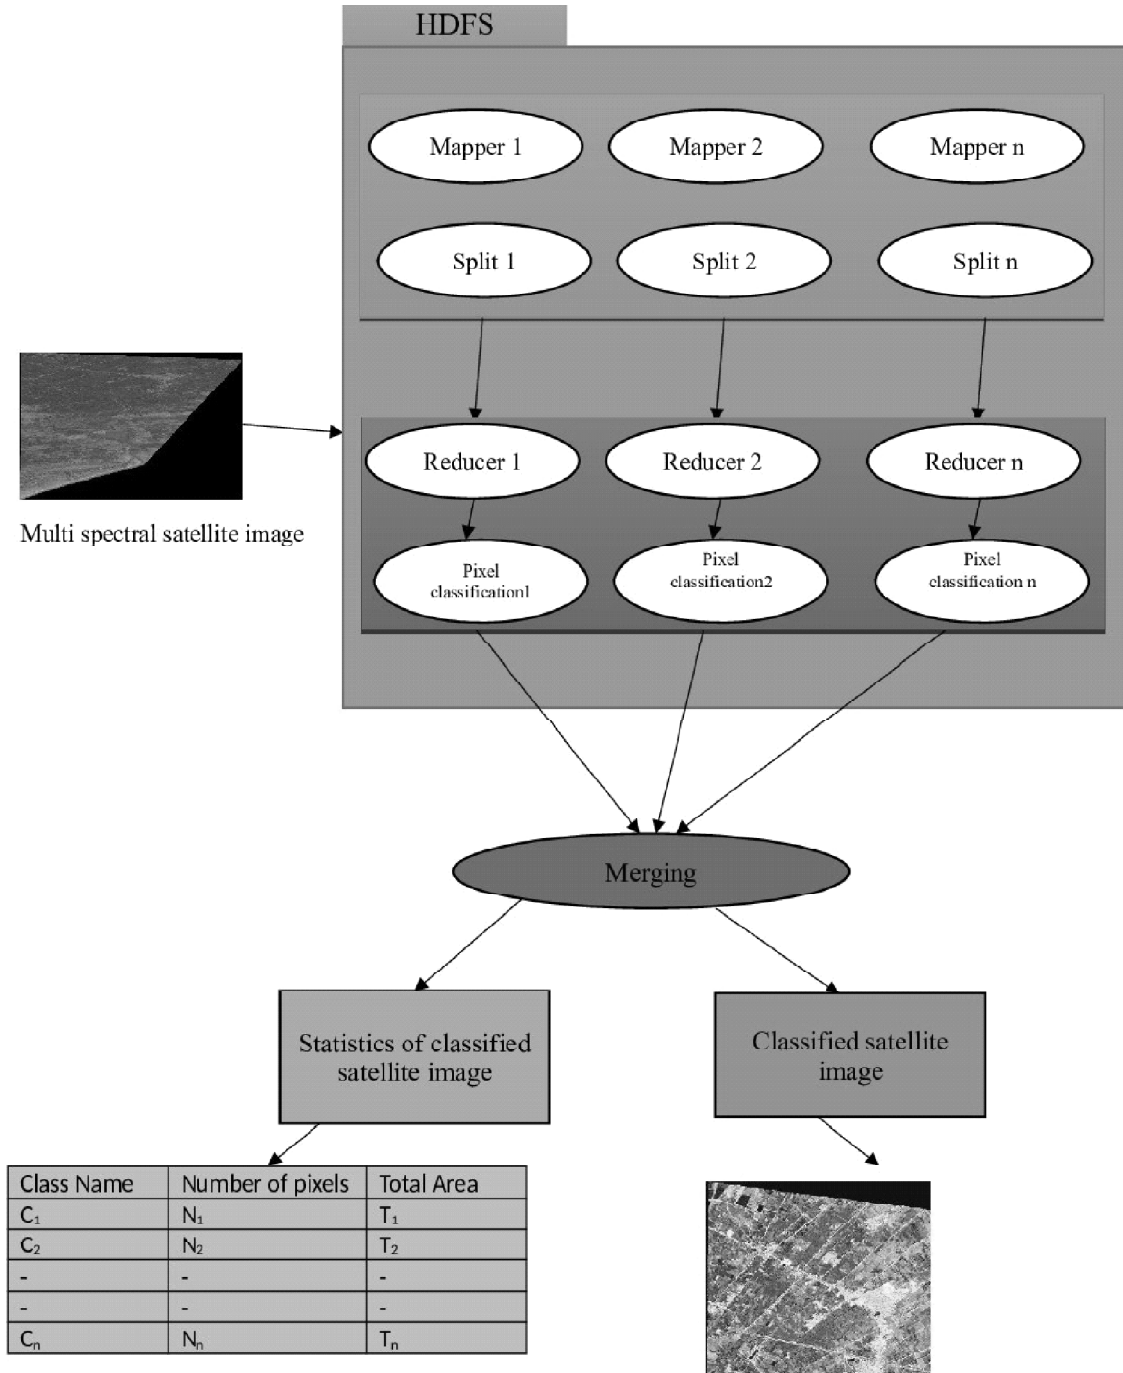 HDFS
Mapper 1
Mapper 2
Mapper n
Split 1
Split 2
Split n
Multi spectral satellite image
Reducer 1
Reducer 2
Reducer n
Pixel
classification1
Pixel
classification2
Pixel
classification n
Merging
Statistics of classified
satellite image
Classified satellite
image
Class Name Number of pixels Total Area
C₁ N₁ T₁
C₂ N₂ T₂
- - -
- - -
Cₙ Nₙ Tₙ